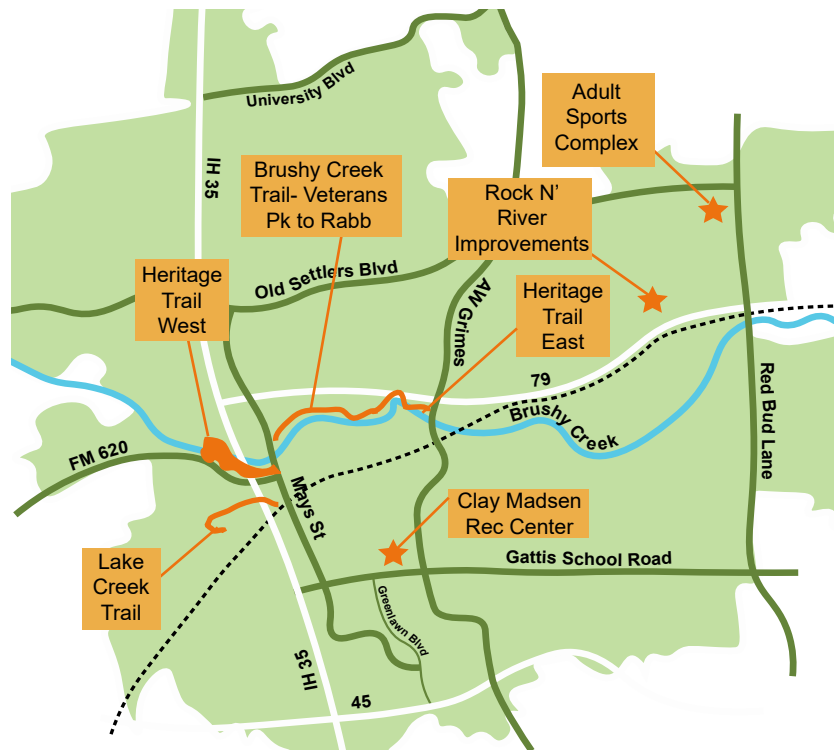 University Blvd
Adult
Sports
Complex
IH 35
Brushy Creek
Trail- Veterans
Pk to Rabb
Rock N’
River
Improvements
Old Settlers Blvd
Heritage
Trail
West
AW Grimes
Heritage
Trail
East
79
Brushy Creek
Red Bud Lane
FM 620
Mays St
Clay Madsen
Rec Center
Gattis School Road
Lake
Creek
Trail
Greenlawn Blvd
IH 35
45